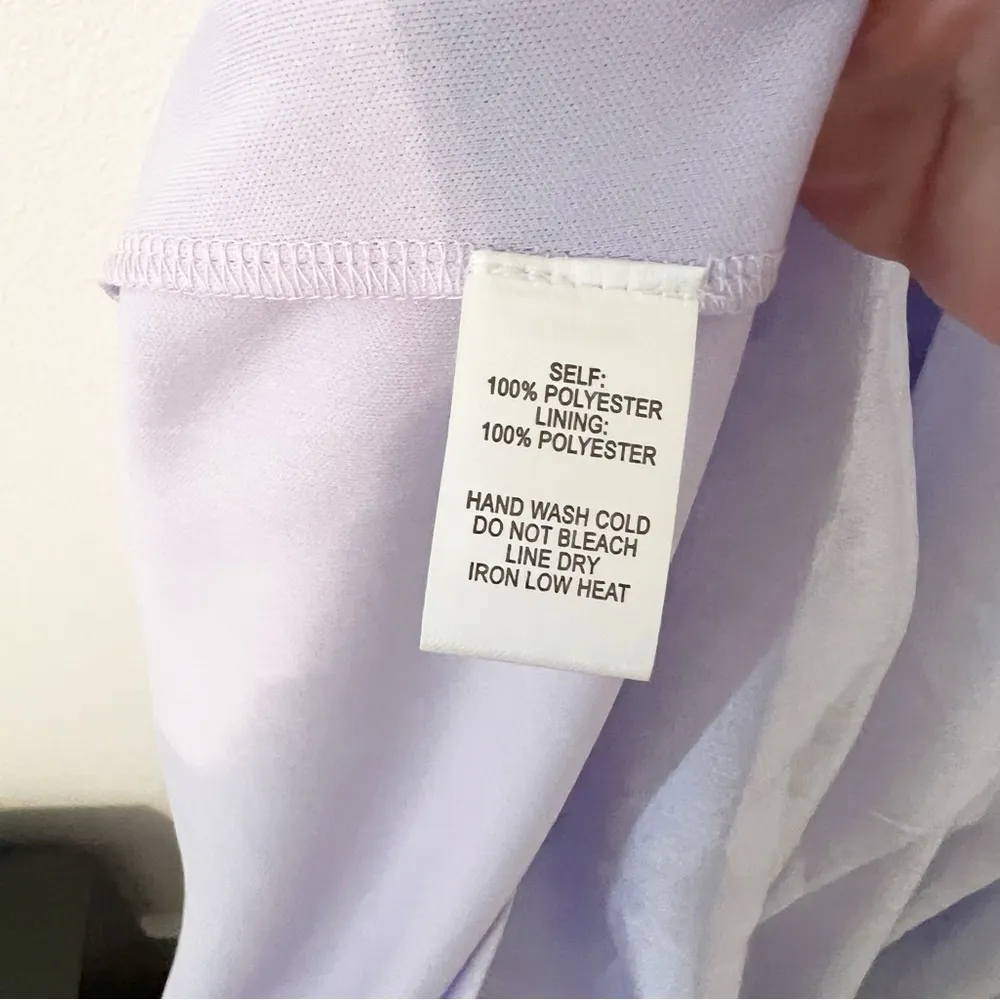 SELF:
100% POLYESTER
LINING:
100% POLYESTER
HAND WASH COLD
DO NOT BLEACH
LINE DRY
IRON LOW HEAT